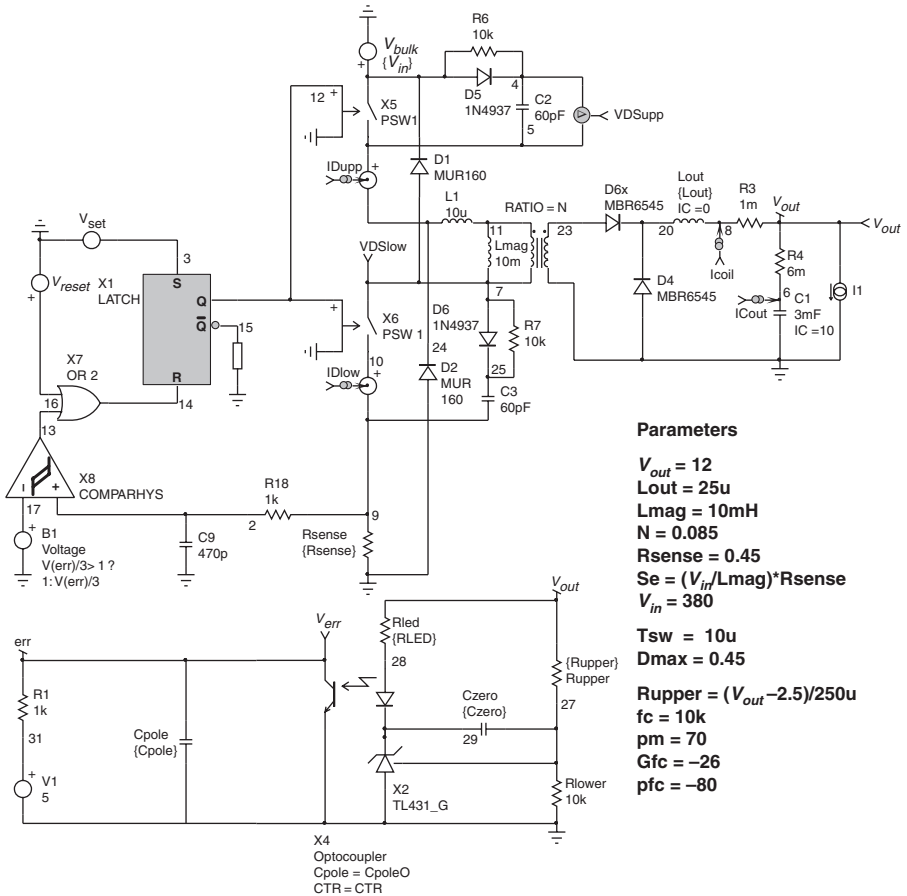 R6
10k
V_bulk
{V_in}
+
4
D5
1N4937
C2
60pF
5
VDSupp
12
+
X5
PSW1
IDupp
+
D1
MUR160
L1
10u
RATIO = N
D6x
MBR6545
Lout
{Lout}
IC =0
R3
1m
V_out
V_out
11
Lmag
10m
23
20
8
Icoil
R4
6m
6
ICout
C1
3mF
IC =10
I1
D4
MBR6545
V_set
3
V_reset
+
X1
LATCH
S
Q
Q̅
R
15
14
VDSlow
7
+
X6
PSW 1
D6
1N4937
R7
10k
24
25
10
IDlow
+
D2
MUR
160
C3
60pF
X7
OR 2
16
13
X8
COMPARHYS
– +
17
+
B1
Voltage
V(err)/3> 1 ?
1: V(err)/3
R18
1k
2
C9
470p
9
Rsense
{Rsense}
Parameters
V_out = 12
Lout = 25u
Lmag = 10mH
N = 0.085
Rsense = 0.45
Se = (V_in/Lmag)*Rsense
V_in = 380
Tsw = 10u
Dmax = 0.45
Rupper = (V_out –2.5)/250u
fc = 10k
pm = 70
Gfc = –26
pfc = –80
err
R1
1k
31
+
V1
5
Cpole
{Cpole}
V_err
V_out
Rled
{RLED}
28
{Rupper}
Rupper
27
Czero
{Czero}
29
X2
TL431_G
Rlower
10k
X4
Optocoupler
Cpole = CpoleO
CTR = CTR